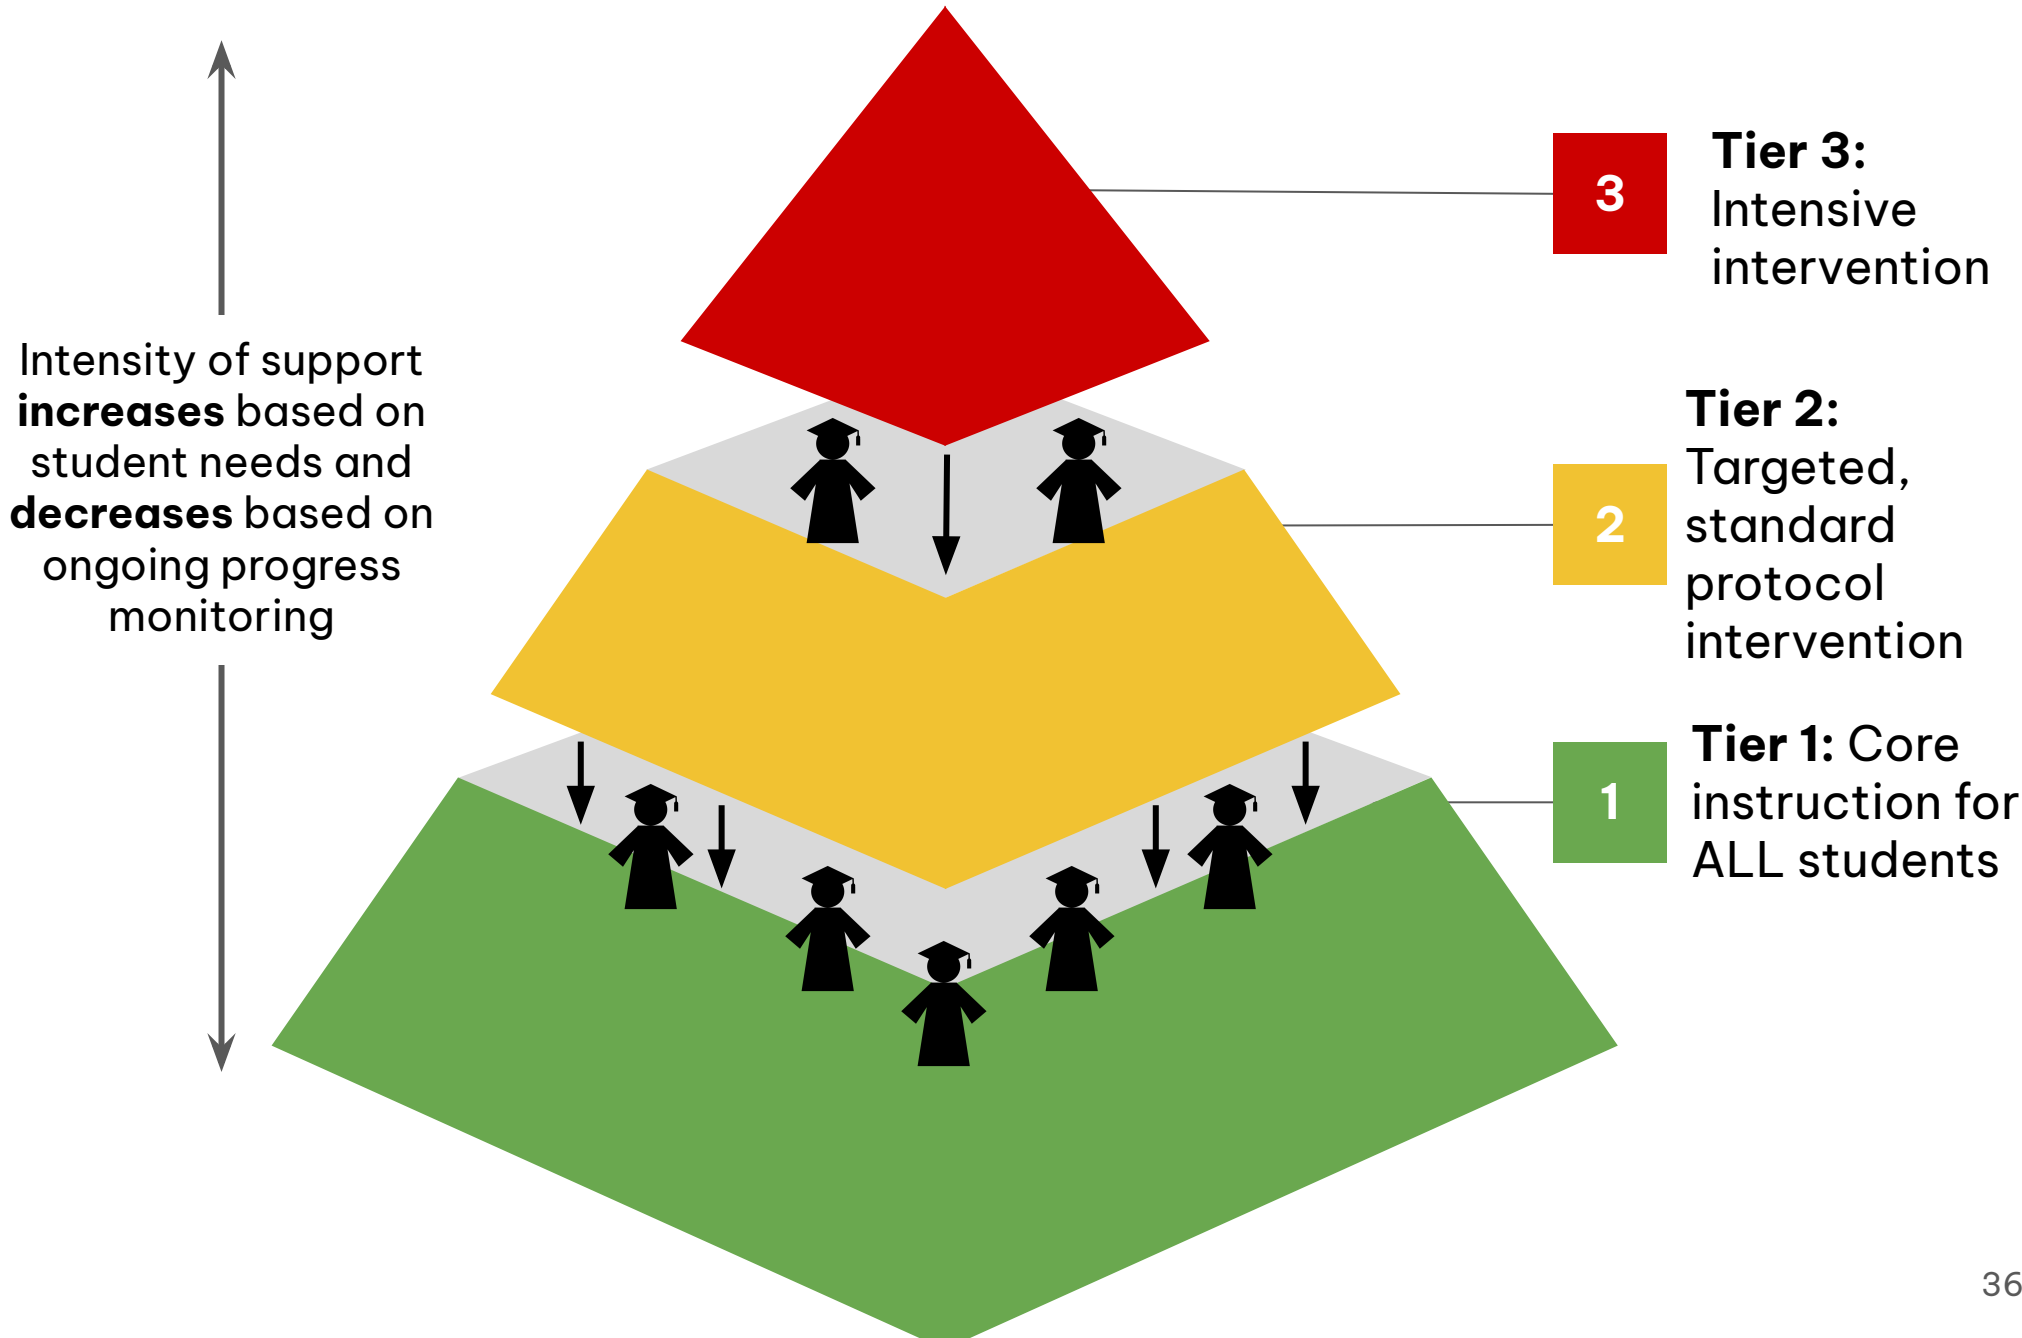 Intensity of support
increases based on
student needs and
decreases based on
ongoing progress
monitoring
3
Tier 3:
Intensive
intervention
2
Tier 2:
Targeted,
standard
protocol
intervention
1
Tier 1: Core
instruction for
ALL students
36